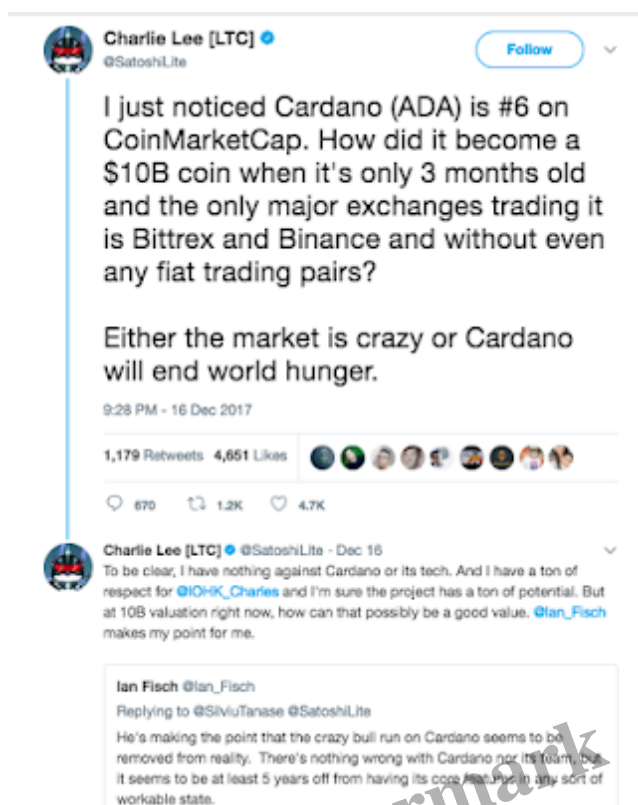 Charlie Lee [LTC]
@SatoshiLite
Follow
I just noticed Cardano (ADA) is #6 on
CoinMarketCap. How did it become a
$10B coin when it's only 3 months old
and the only major exchanges trading it
is Bittrex and Binance and without even
any fiat trading pairs?
Either the market is crazy or Cardano
will end world hunger.
9:28 PM - 16 Dec 2017
1,179 Retweets 4,651 Likes
670 1.2K 4.7K
Charlie Lee [LTC] @SatoshiLite - Dec 16
To be clear, I have nothing against Cardano or its tech. And I have a ton of
respect for @IOHK_Charles and I'm sure the project has a ton of potential. But
at 10B valuation right now, how can that possibly be a good value. @Ian_Fisch
makes my point for me.
Ian Fisch @Ian_Fisch
Replying to @SilviuTanase @SatoshiLite
He's making the point that the crazy bull run on Cardano seems to be
removed from reality. There's nothing wrong with Cardano nor its team, but
it seems to be at least 5 years off from having its core features in any sort of
workable state.